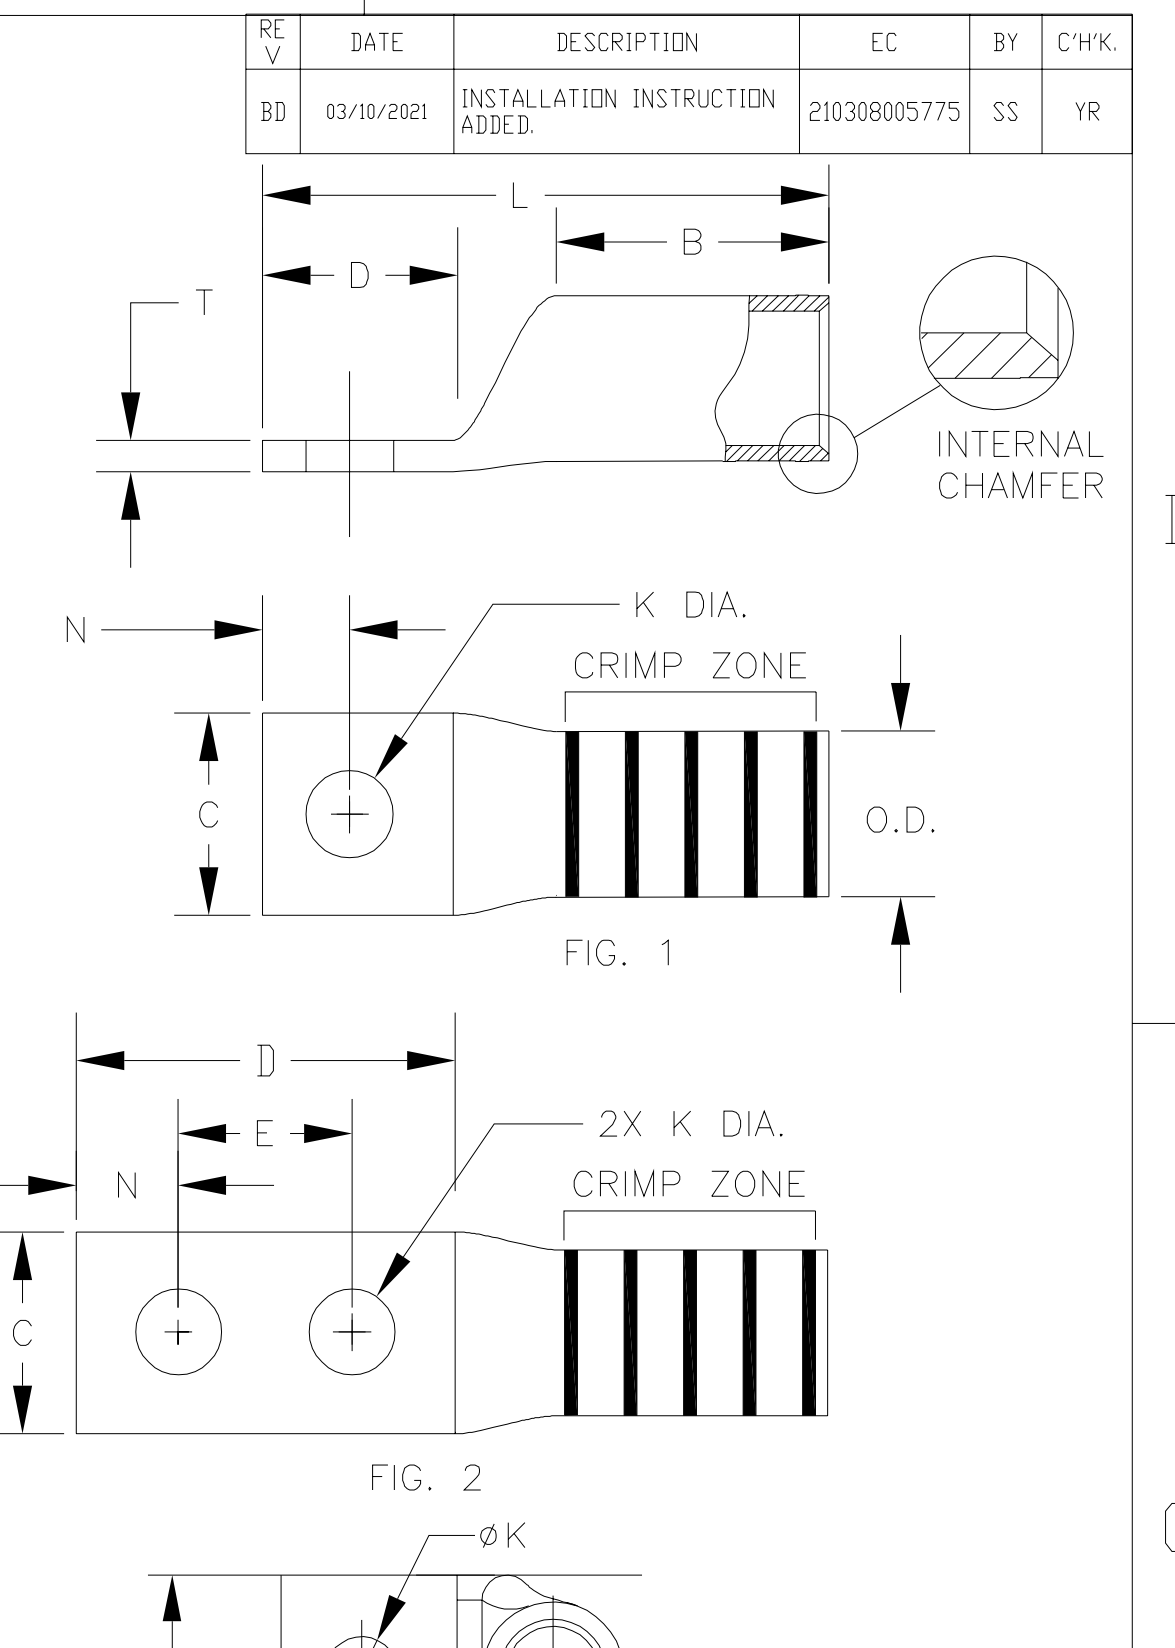 RE
V
DATE
DESCRIPTION
EC
BY
C'H'K.
BD
03/10/2021
INSTALLATION INSTRUCTION
ADDED.
210308005775
SS
YR
L
B
D
T
INTERNAL
CHAMFER
K DIA.
N
CRIMP ZONE
C
O.D.
FIG. 1
D
E
2X K DIA.
N
CRIMP ZONE
C
FIG. 2
øK